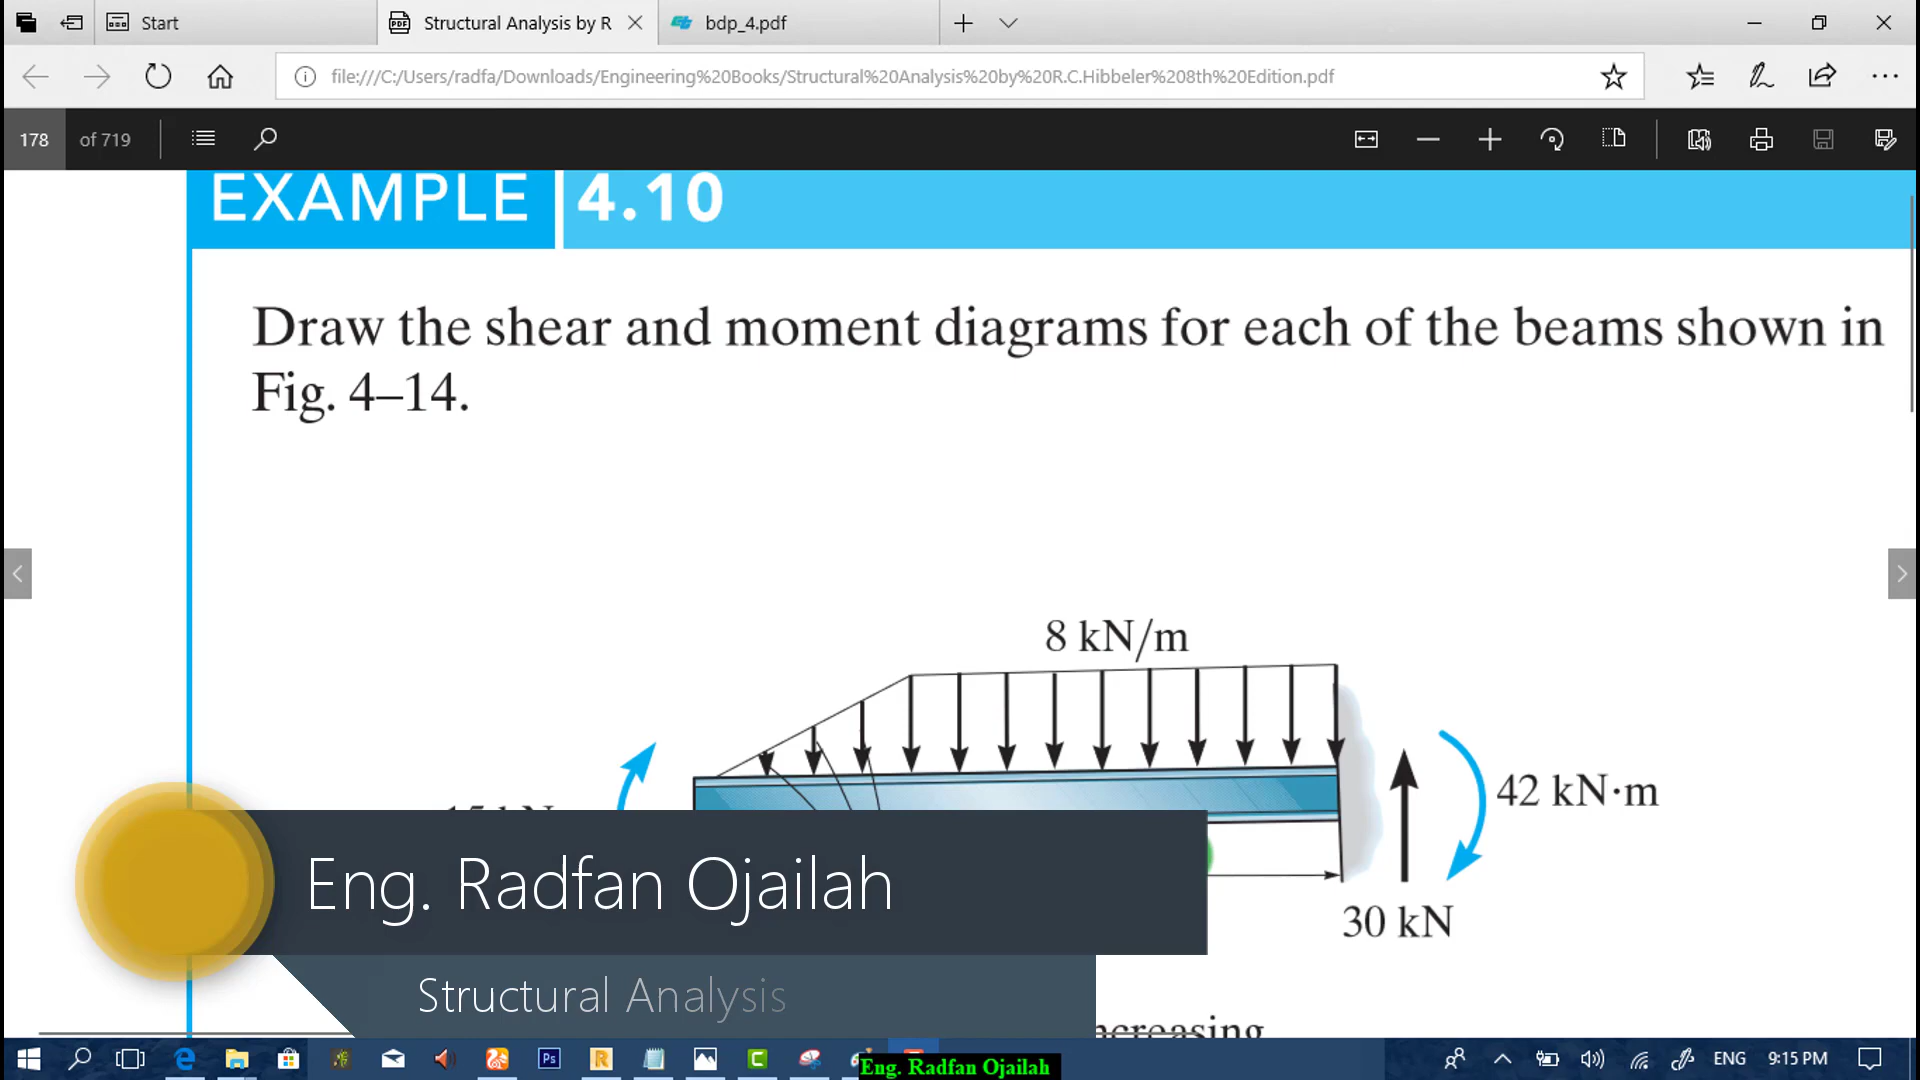 Start
Structural Analysis by R
bdp_4.pdf
file:///C:/Users/radfa/Downloads/Engineering%20Books/Structural%20Analysis%20by%20R.C.Hibbeler%208th%20Edition.pdf
178 of 719
EXAMPLE 4.10
Draw the shear and moment diagrams for each of the beams shown in
Fig. 4–14.
8 kN/m
42 kN·m
30 kN
Eng. Radfan Ojailah
Structural Analysis
ENG 9:15 PM
Eng. Radfan Ojailah